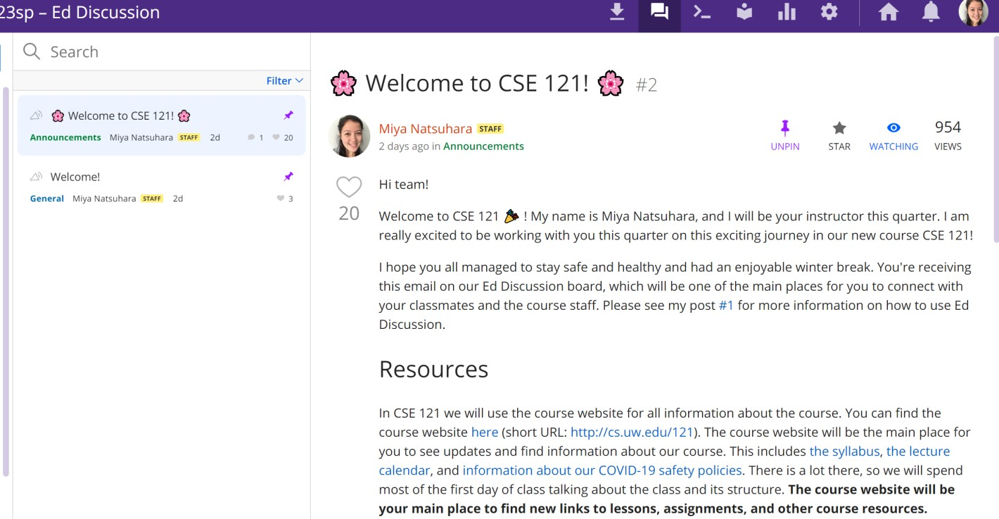 23sp – Ed Discussion
Search
Filter
🌸 Welcome to CSE 121! 🌸
Announcements Miya Natsuhara STAFF 2d 1 20
Welcome!
General Miya Natsuhara STAFF 2d 3
🌸 Welcome to CSE 121! 🌸 #2
Miya Natsuhara STAFF
2 days ago in Announcements
UNPIN
STAR
WATCHING
954
VIEWS
20
Hi team!
Welcome to CSE 121 🎉 ! My name is Miya Natsuhara, and I will be your instructor this quarter. I am
really excited to be working with you this quarter on this exciting journey in our new course CSE 121!
I hope you all managed to stay safe and healthy and had an enjoyable winter break. You're receiving
this email on our Ed Discussion board, which will be one of the main places for you to connect with
your classmates and the course staff. Please see my post #1 for more information on how to use Ed
Discussion.
Resources
In CSE 121 we will use the course website for all information about the course. You can find the
course website here (short URL: http://cs.uw.edu/121). The course website will be the main place for
you to see updates and find information about our course. This includes the syllabus, the lecture
calendar, and information about our COVID-19 safety policies. There is a lot there, so we will spend
most of the first day of class talking about the class and its structure. The course website will be
your main place to find new links to lessons, assignments, and other course resources.